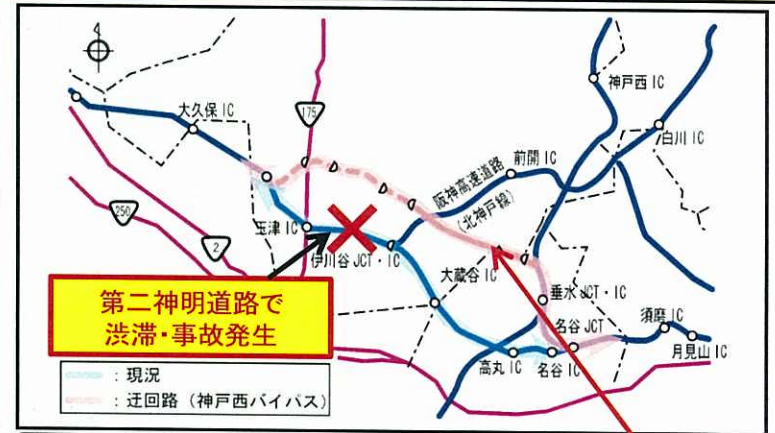 4
大久保 IC
175
神戸西 IC
白川 IC
前開 IC
阪神高速道路
(北神戸線)
250
2
玉津 IC
伊川谷 JCT・IC
大蔵谷 IC
垂水 JCT・IC
名谷 JCT
須磨 IC
月見山 IC
高丸 IC
名谷 IC
第二神明道路で
渋滞・事故発生
：現況
：迂回路（神戸西バイパス）